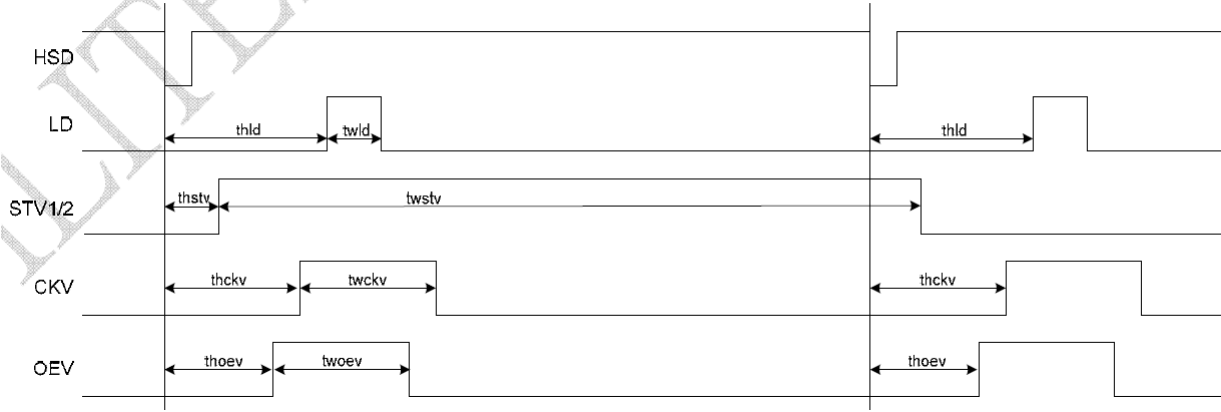 HSD
LD
thld
twld
thld
STV1/2
thstv
twstv
CKV
thckv
twckv
thckv
OEV
thoev
twoev
thoev